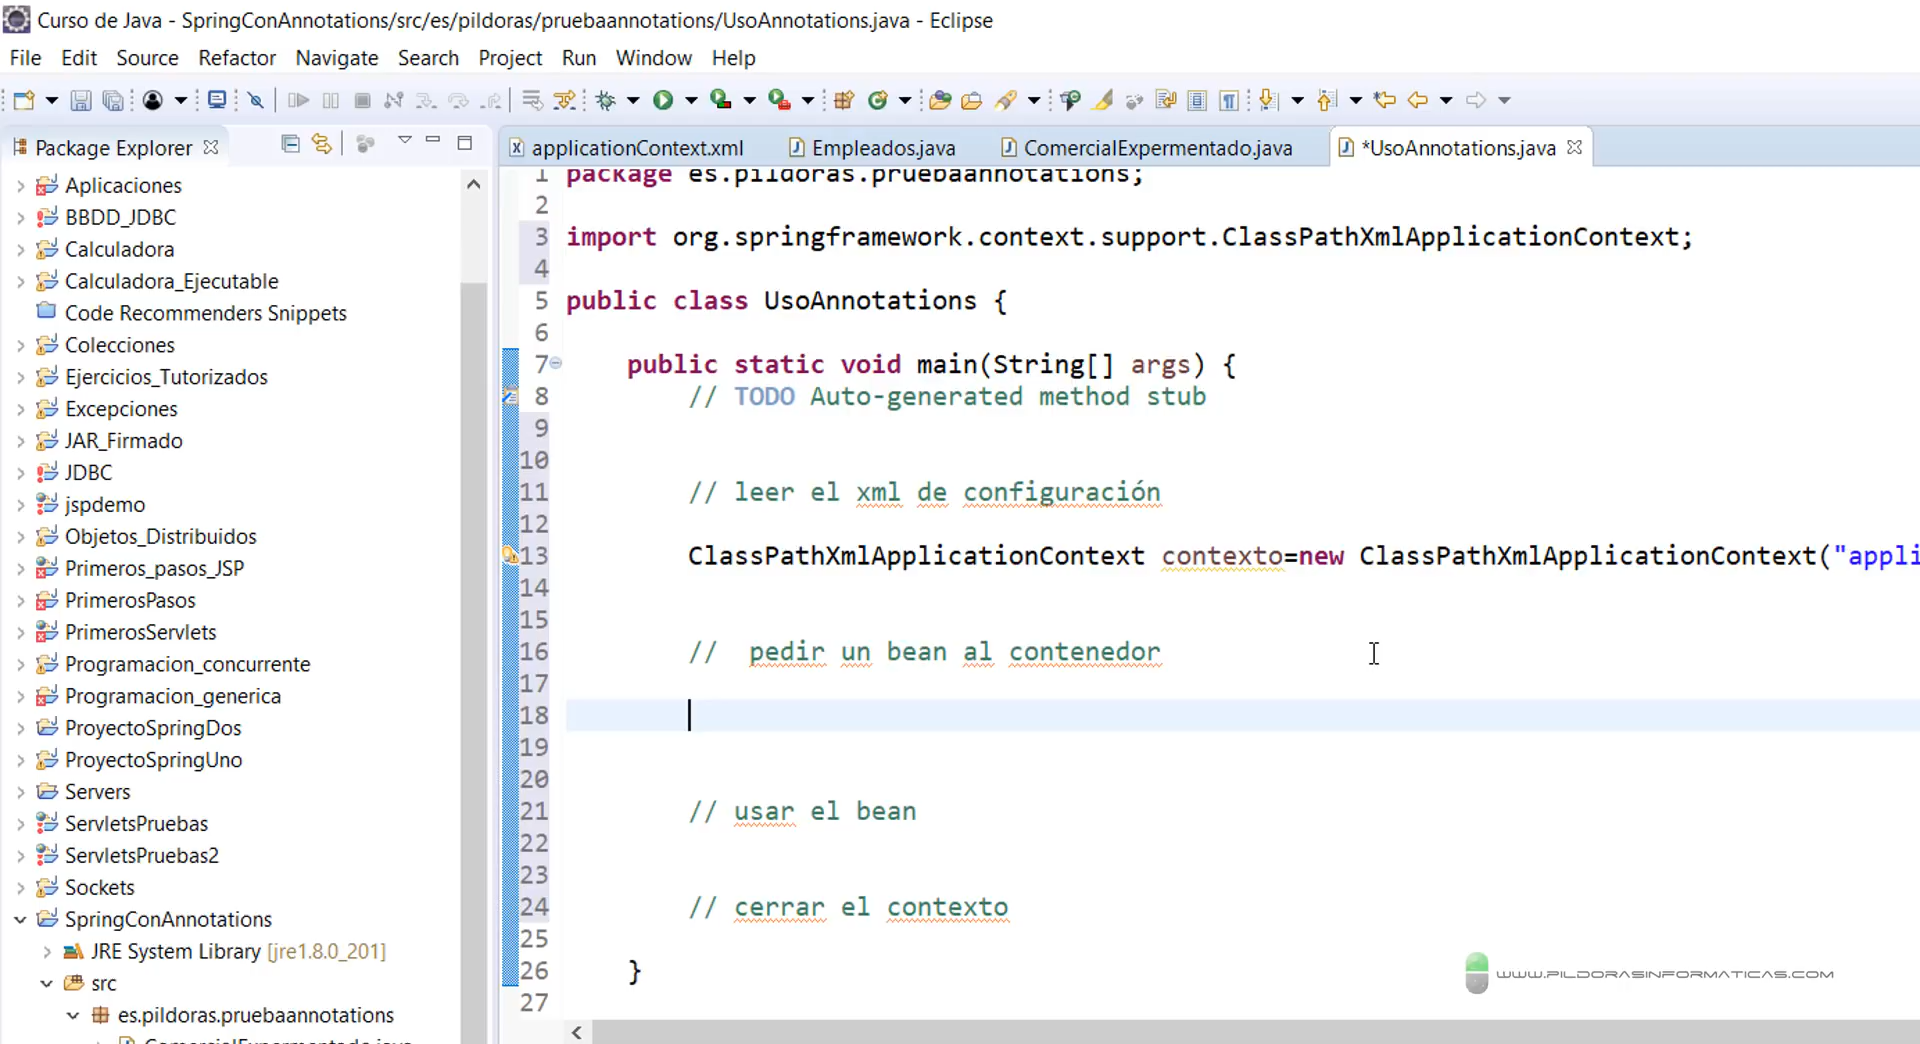 Curso de Java - SpringConAnnotations/src/es/pildoras/pruebaannotations/UsoAnnotations.java - Eclipse
File Edit Source Refactor Navigate Search Project Run Window Help
Package Explorer
Aplicaciones
BBDD_JDBC
Calculadora
Calculadora_Ejecutable
Code Recommenders Snippets
Colecciones
Ejercicios_Tutorizados
Excepciones
JAR_Firmado
JDBC
jspdemo
Objetos_Distribuidos
Primeros_pasos_JSP
PrimerosPasos
PrimerosServlets
Programacion_concurrente
Programacion_generica
ProyectoSpringDos
ProyectoSpringUno
Servers
ServletsPruebas
ServletsPruebas2
Sockets
SpringConAnnotations
JRE System Library [jre1.8.0_201]
src
es.pildoras.pruebaannotations
ComercialExpermentado.java
applicationContext.xml Empleados.java ComercialExpermentado.java *UsoAnnotations.java
1 package es.pildoras.pruebaannotations;
2
3 import org.springframework.context.support.ClassPathXmlApplicationContext;
4
5 public class UsoAnnotations {
6
7 public static void main(String[] args) {
8 // TODO Auto-generated method stub
9
10
11 // leer el xml de configuración
12
13 ClassPathXmlApplicationContext contexto=new ClassPathXmlApplicationContext("appli
14
15
16 // pedir un bean al contenedor
17
18
19
20
21 // usar el bean
22
23
24 // cerrar el contexto
25
26 }
27
WWW.PILDORASINFORMATICAS.COM